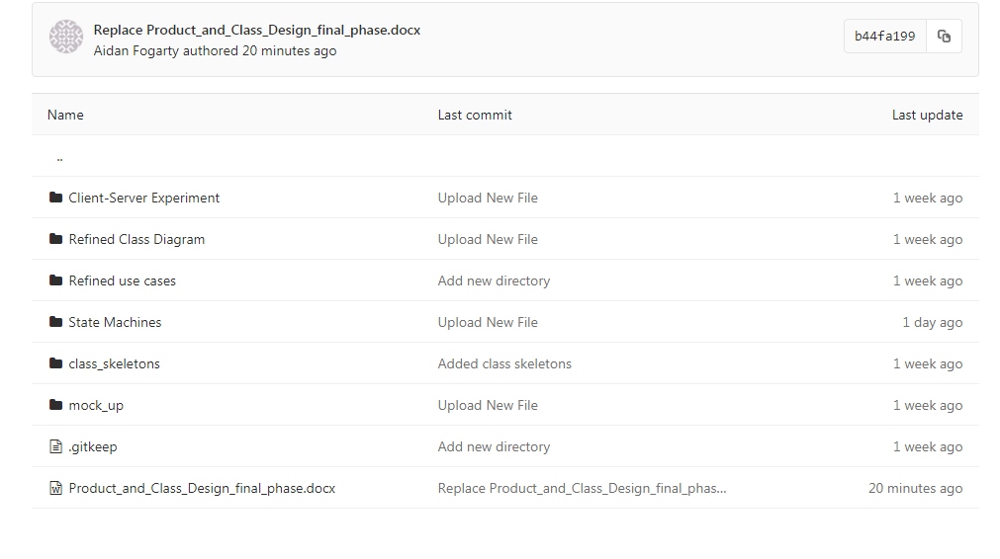 Replace Product_and_Class_Design_final_phase.docx
Aidan Fogarty authored 20 minutes ago
b44fa199
Name Last commit Last update
..
Client-Server Experiment Upload New File 1 week ago
Refined Class Diagram Upload New File 1 week ago
Refined use cases Add new directory 1 week ago
State Machines Upload New File 1 day ago
class_skeletons Added class skeletons 1 week ago
mock_up Upload New File 1 week ago
.gitkeep Add new directory 1 week ago
Product_and_Class_Design_final_phase.docx Replace Product_and_Class_Design_final_phas... 20 minutes ago